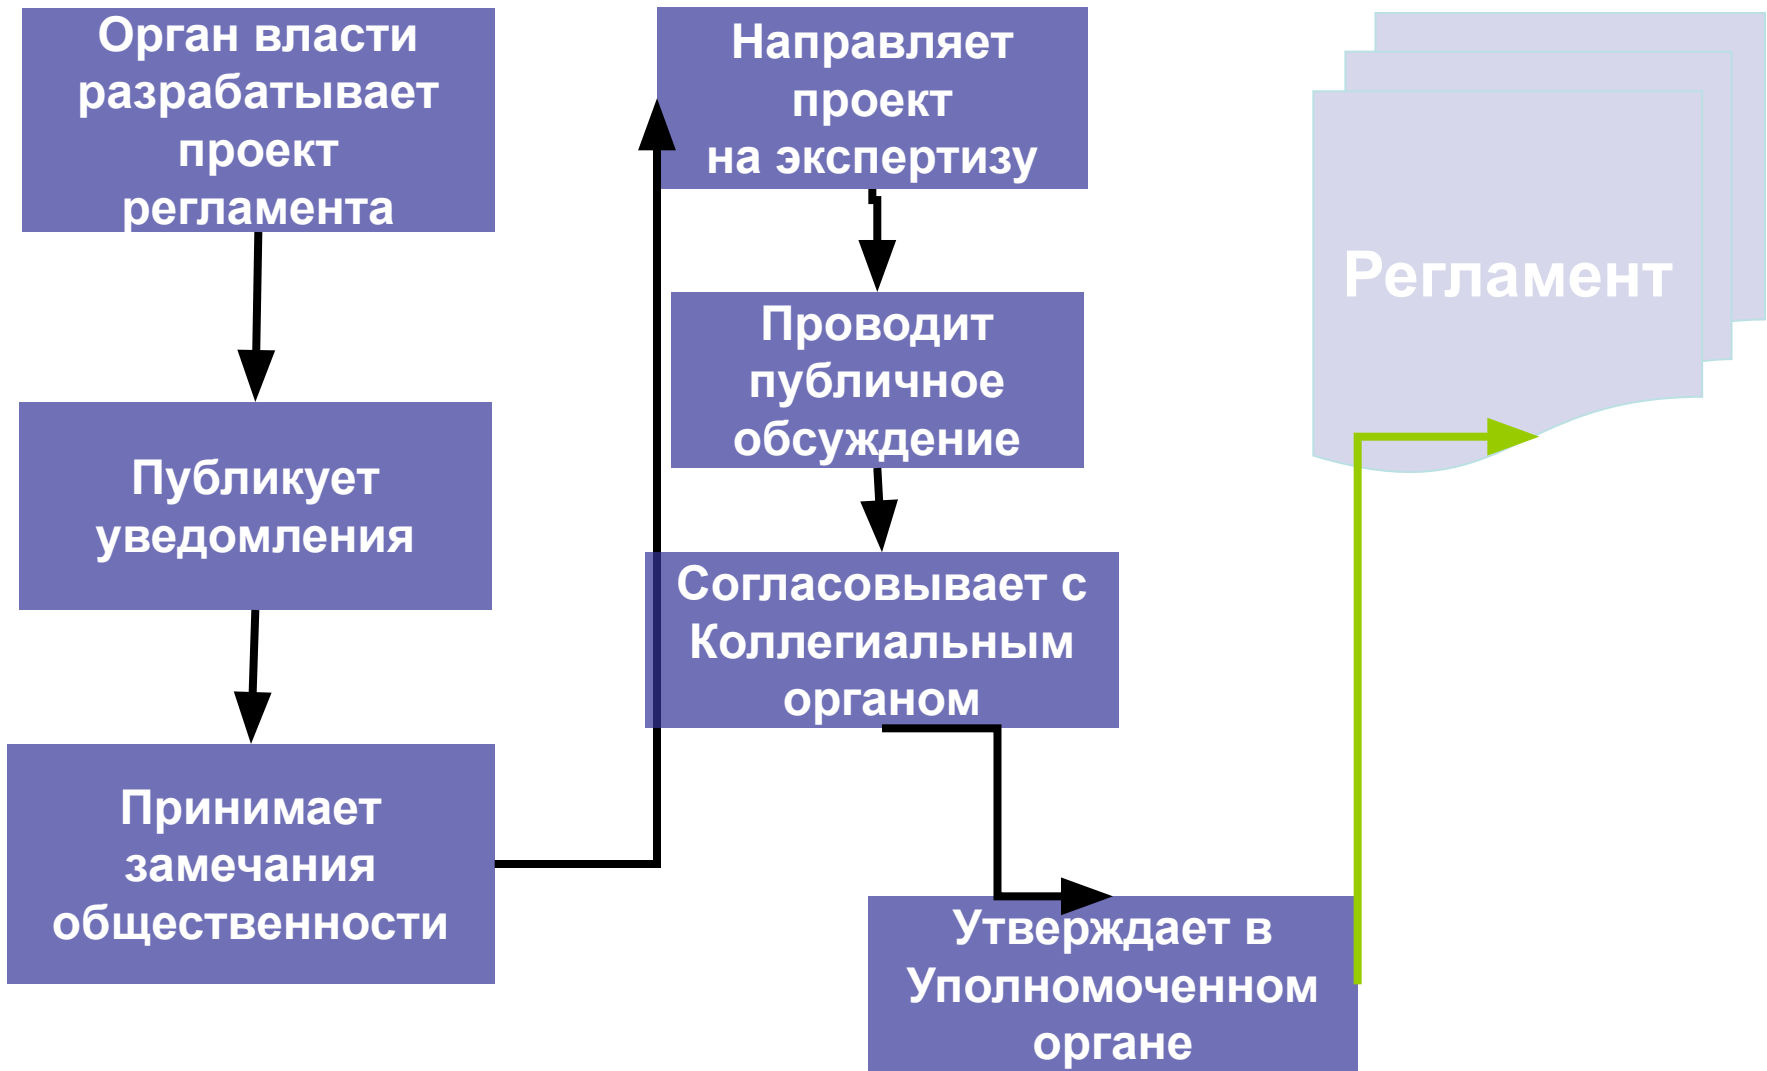 Орган власти
разрабатывает
проект
регламента
Публикует
уведомления
Принимает
замечания
общественности
Направляет
проект
на экспертизу
Проводит
публичное
обсуждение
Согласовывает с
Коллегиальным
органом
Утверждает в
Уполномоченном
органе
Регламент